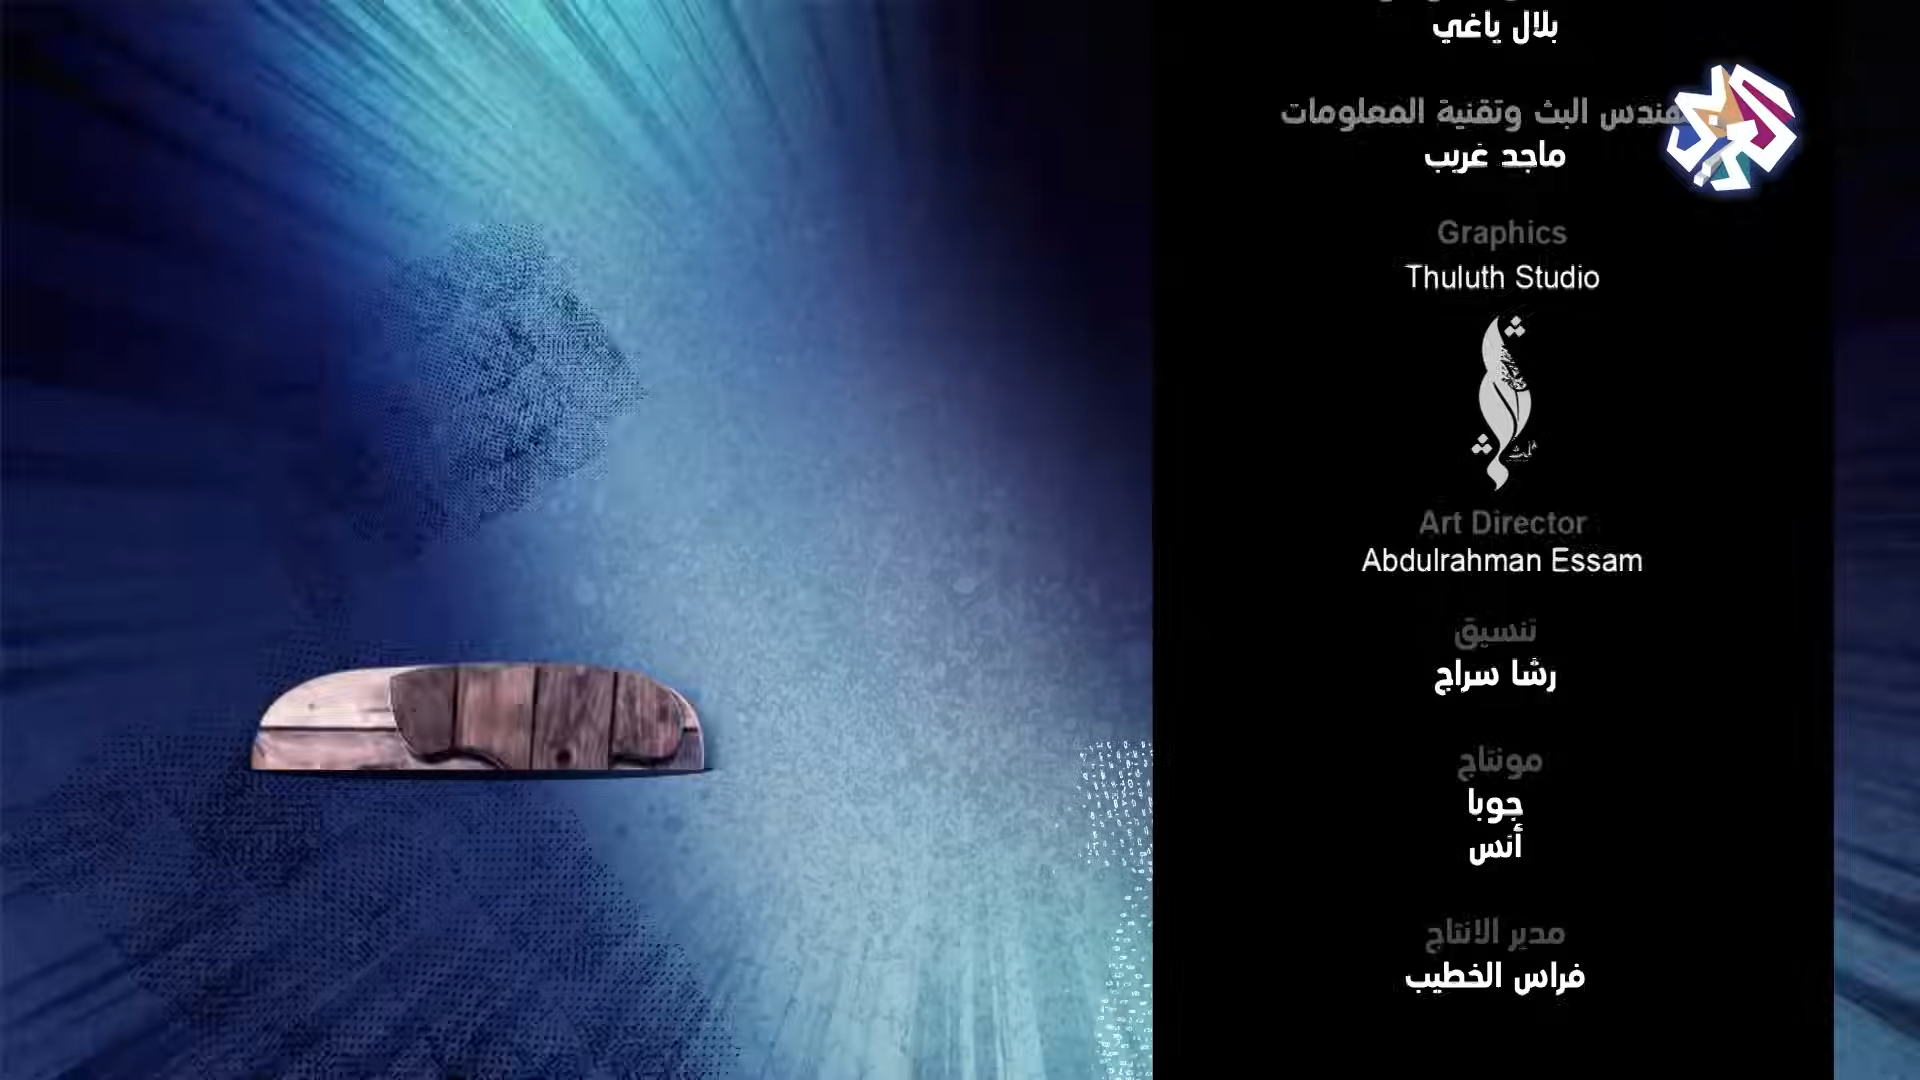 بلال ياغي
مهندس البث وتقنية المعلومات
ماجد غريب
Graphics
Thuluth Studio
Art Director
Abdulrahman Essam
تنسيق
رشا سراج
مونتاج
جوبا
أنس
مدير الانتاج
فراس الخطيب